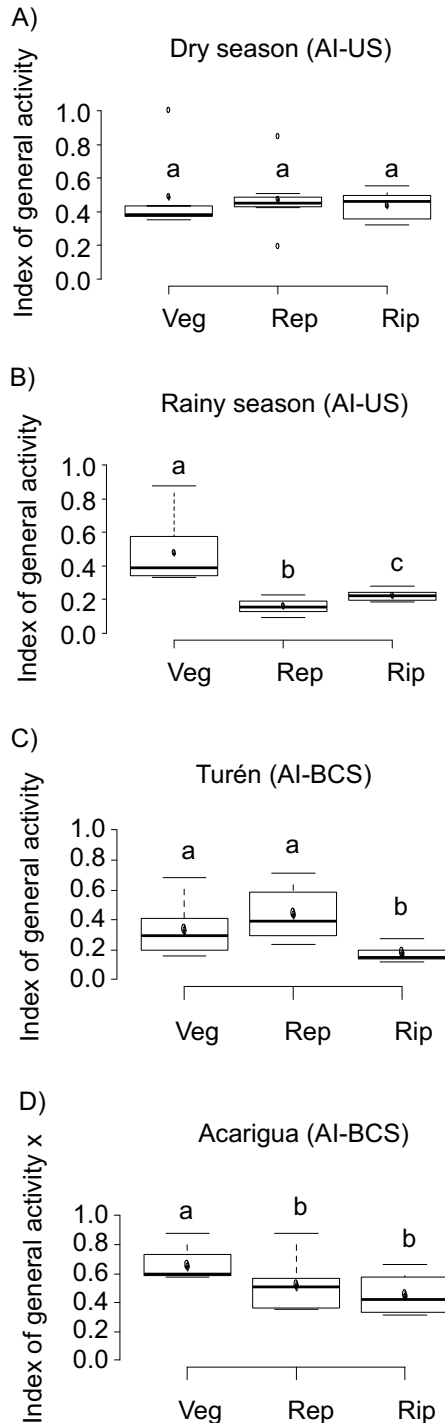 A)
Dry season (AI-US)
Index of general activity
1.0
0.8
0.6
0.4
0.2
0.0
a a a
Veg Rep Rip
B)
Rainy season (AI-US)
Index of general activity
1.0
0.8
0.6
0.4
0.2
0.0
a b c
Veg Rep Rip
C)
Turén (AI-BCS)
Index of general activity
1.0
0.8
0.6
0.4
0.2
0.0
a a b
Veg Rep Rip
D)
Acarigua (AI-BCS)
Index of general activity x
1.0
0.8
0.6
0.4
0.2
0.0
a b b
Veg Rep Rip